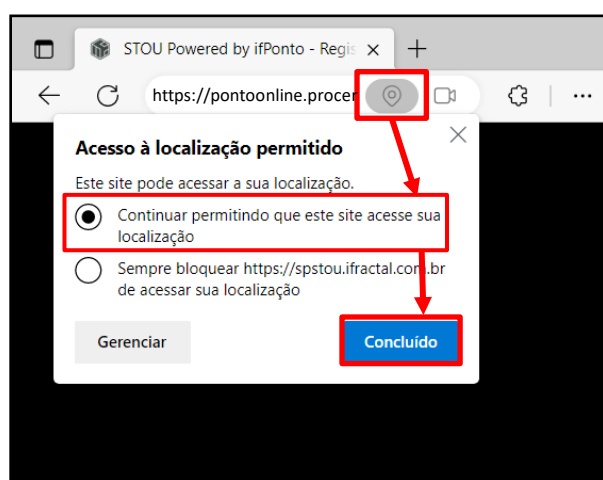 STOU Powered by ifPonto - Regis
https://pontoonline.procer
Acesso à localização permitido
Este site pode acessar a sua localização.
Continuar permitindo que este site acesse sua
localização
Sempre bloquear https://spstou.ifractal.com.br
de acessar sua localização
Gerenciar
Concluído